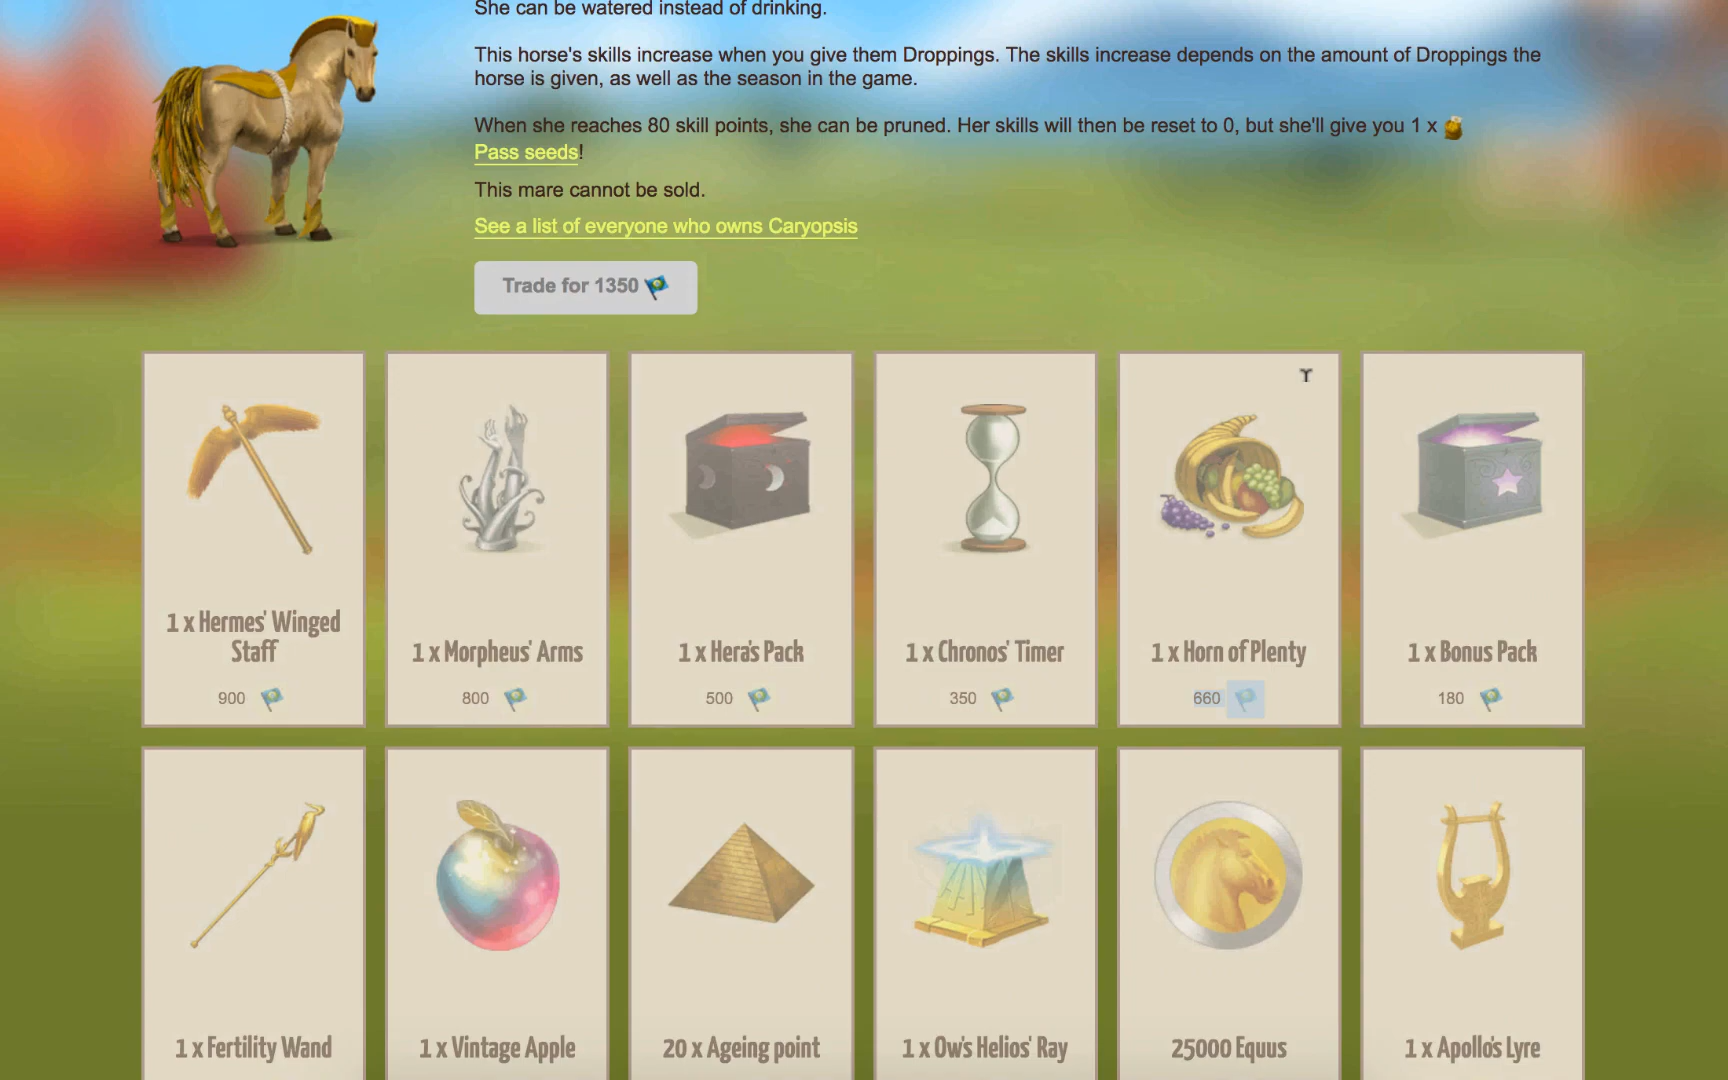 She can be watered instead of drinking.
This horse's skills increase when you give them Droppings. The skills increase depends on the amount of Droppings the
horse is given, as well as the season in the game.
When she reaches 80 skill points, she can be pruned. Her skills will then be reset to 0, but she'll give you 1 x
Pass seeds!
This mare cannot be sold.
See a list of everyone who owns Caryopsis
Trade for 1350
1 x Hermes' Winged
Staff
900
1 x Morpheus' Arms
800
1 x Hera's Pack
500
1 x Chronos' Timer
350
1 x Horn of Plenty
660
1 x Bonus Pack
180
1 x Fertility Wand
1 x Vintage Apple
20 x Ageing point
1 x Ow's Helios' Ray
25000 Equus
1 x Apollo's Lyre